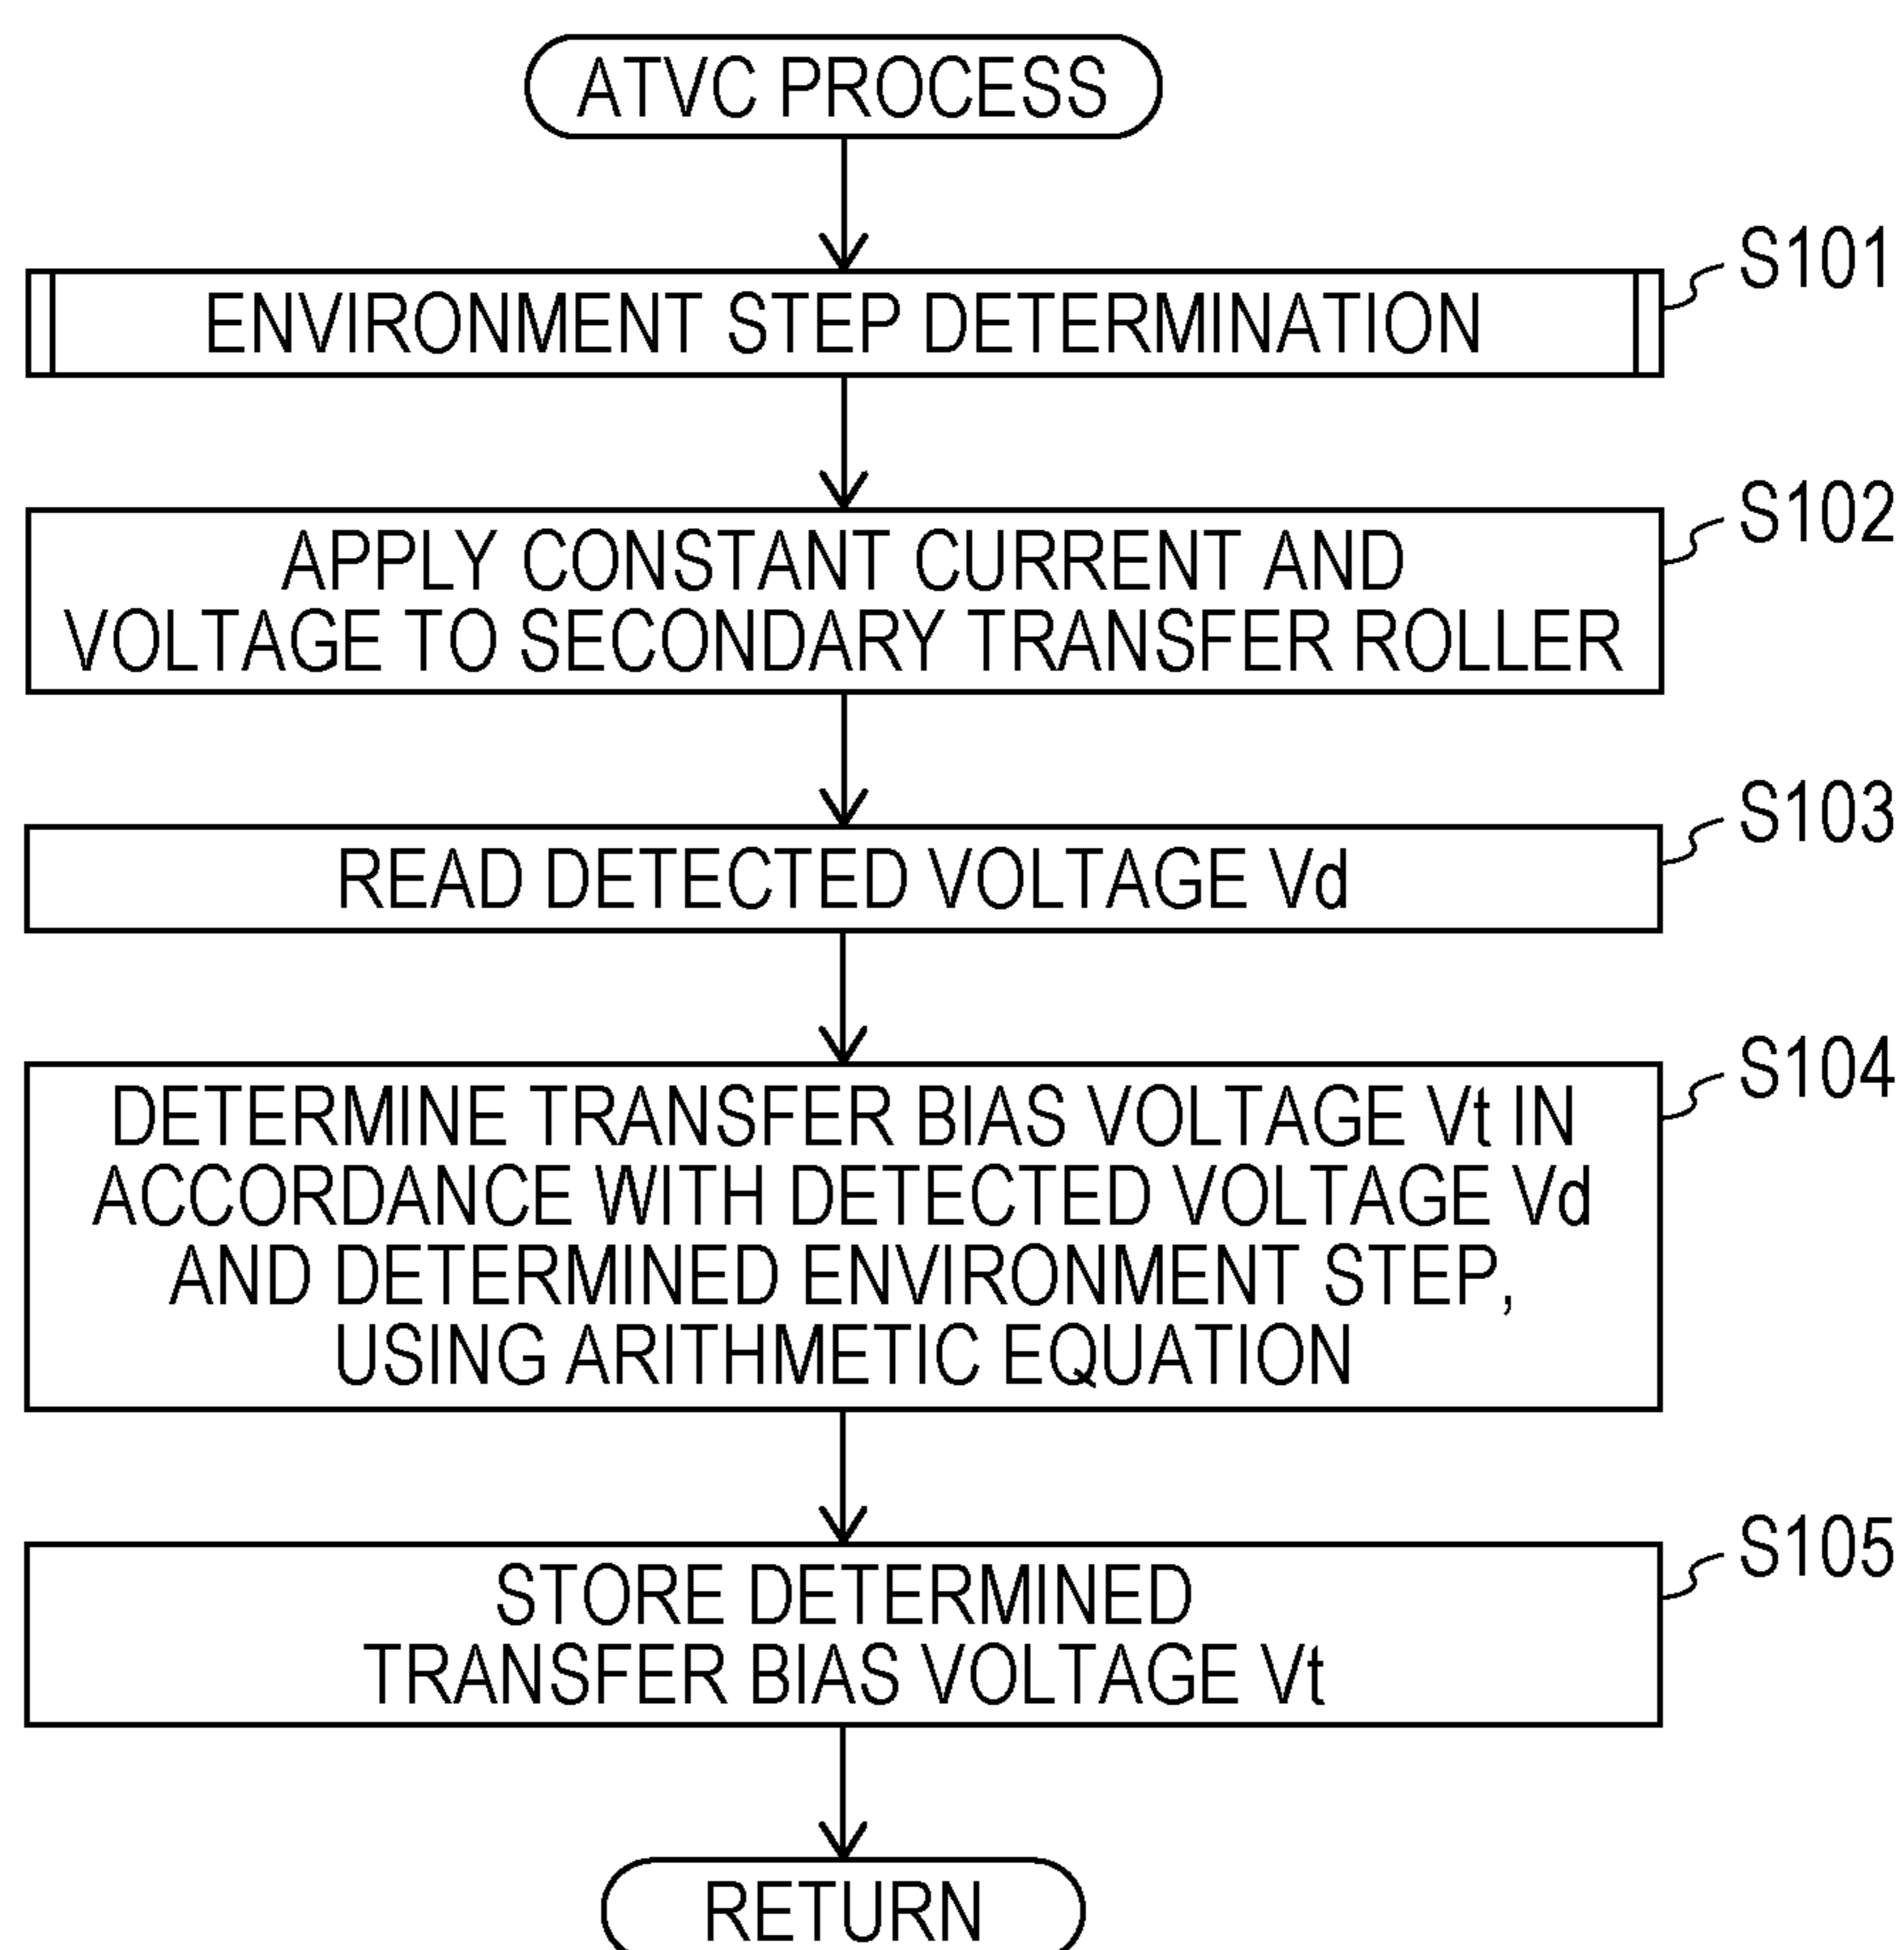 ATVC PROCESS
ENVIRONMENT STEP DETERMINATION
S101
APPLY CONSTANT CURRENT AND
VOLTAGE TO SECONDARY TRANSFER ROLLER
S102
READ DETECTED VOLTAGE Vd
S103
DETERMINE TRANSFER BIAS VOLTAGE Vt IN
ACCORDANCE WITH DETECTED VOLTAGE Vd
AND DETERMINED ENVIRONMENT STEP,
USING ARITHMETIC EQUATION
S104
STORE DETERMINED
TRANSFER BIAS VOLTAGE Vt
S105
RETURN